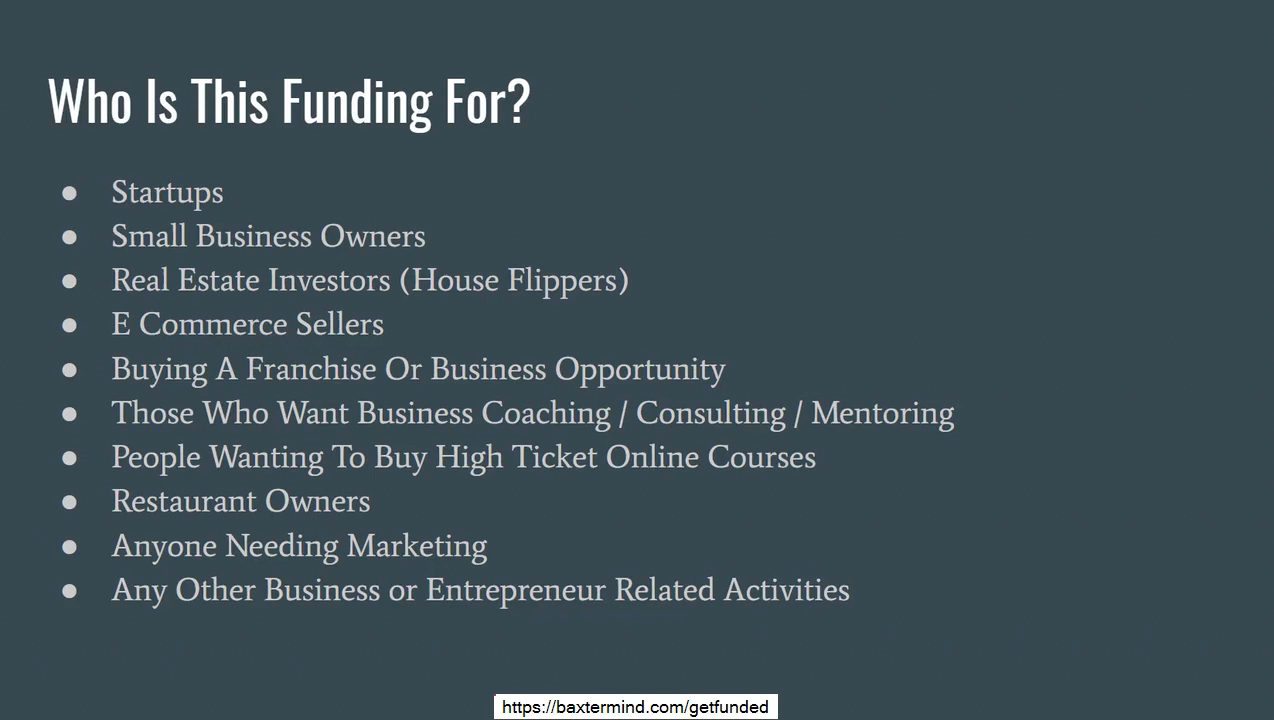 Who Is This Funding For?
● Startups
● Small Business Owners
● Real Estate Investors (House Flippers)
● E Commerce Sellers
● Buying A Franchise Or Business Opportunity
● Those Who Want Business Coaching / Consulting / Mentoring
● People Wanting To Buy High Ticket Online Courses
● Restaurant Owners
● Anyone Needing Marketing
● Any Other Business or Entrepreneur Related Activities
https://baxtermind.com/getfunded